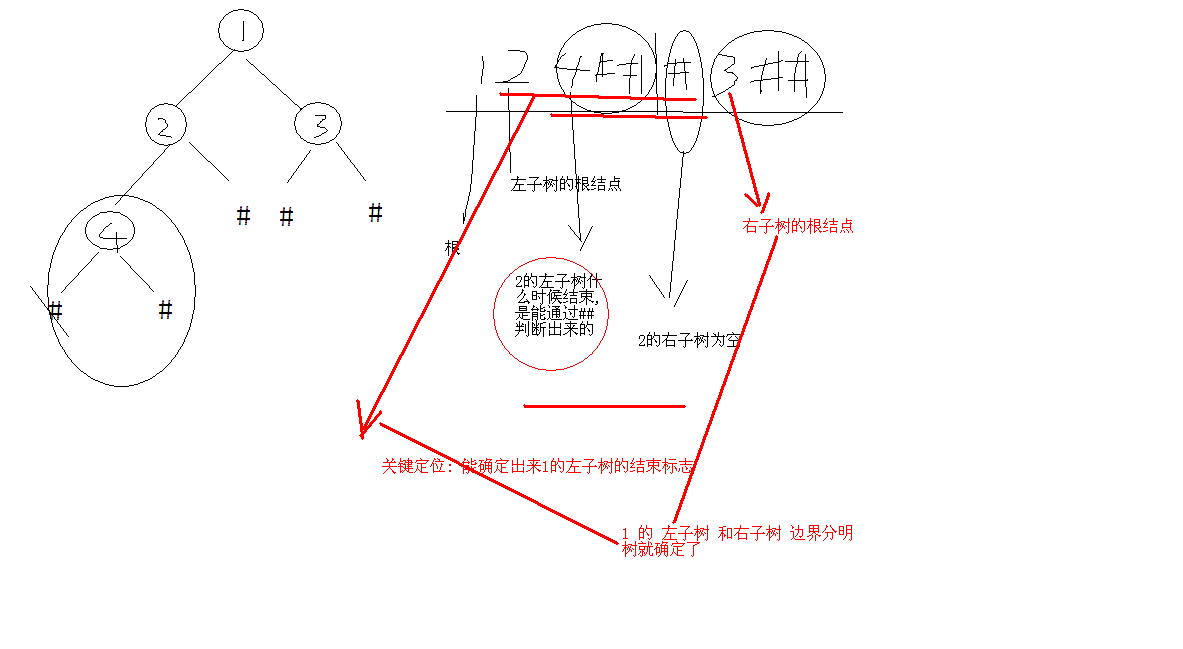 1
2
3
# # #
4
# #
1 2 4## # 3##
左子树的根结点
右子树的根结点
根
2的左子树什
么时候结束,
是能通过##
判断出来的
2的右子树为空
关键定位: 能确定出来1的左子树的结束标志
1 的 左子树 和右子树 边界分明
树就确定了